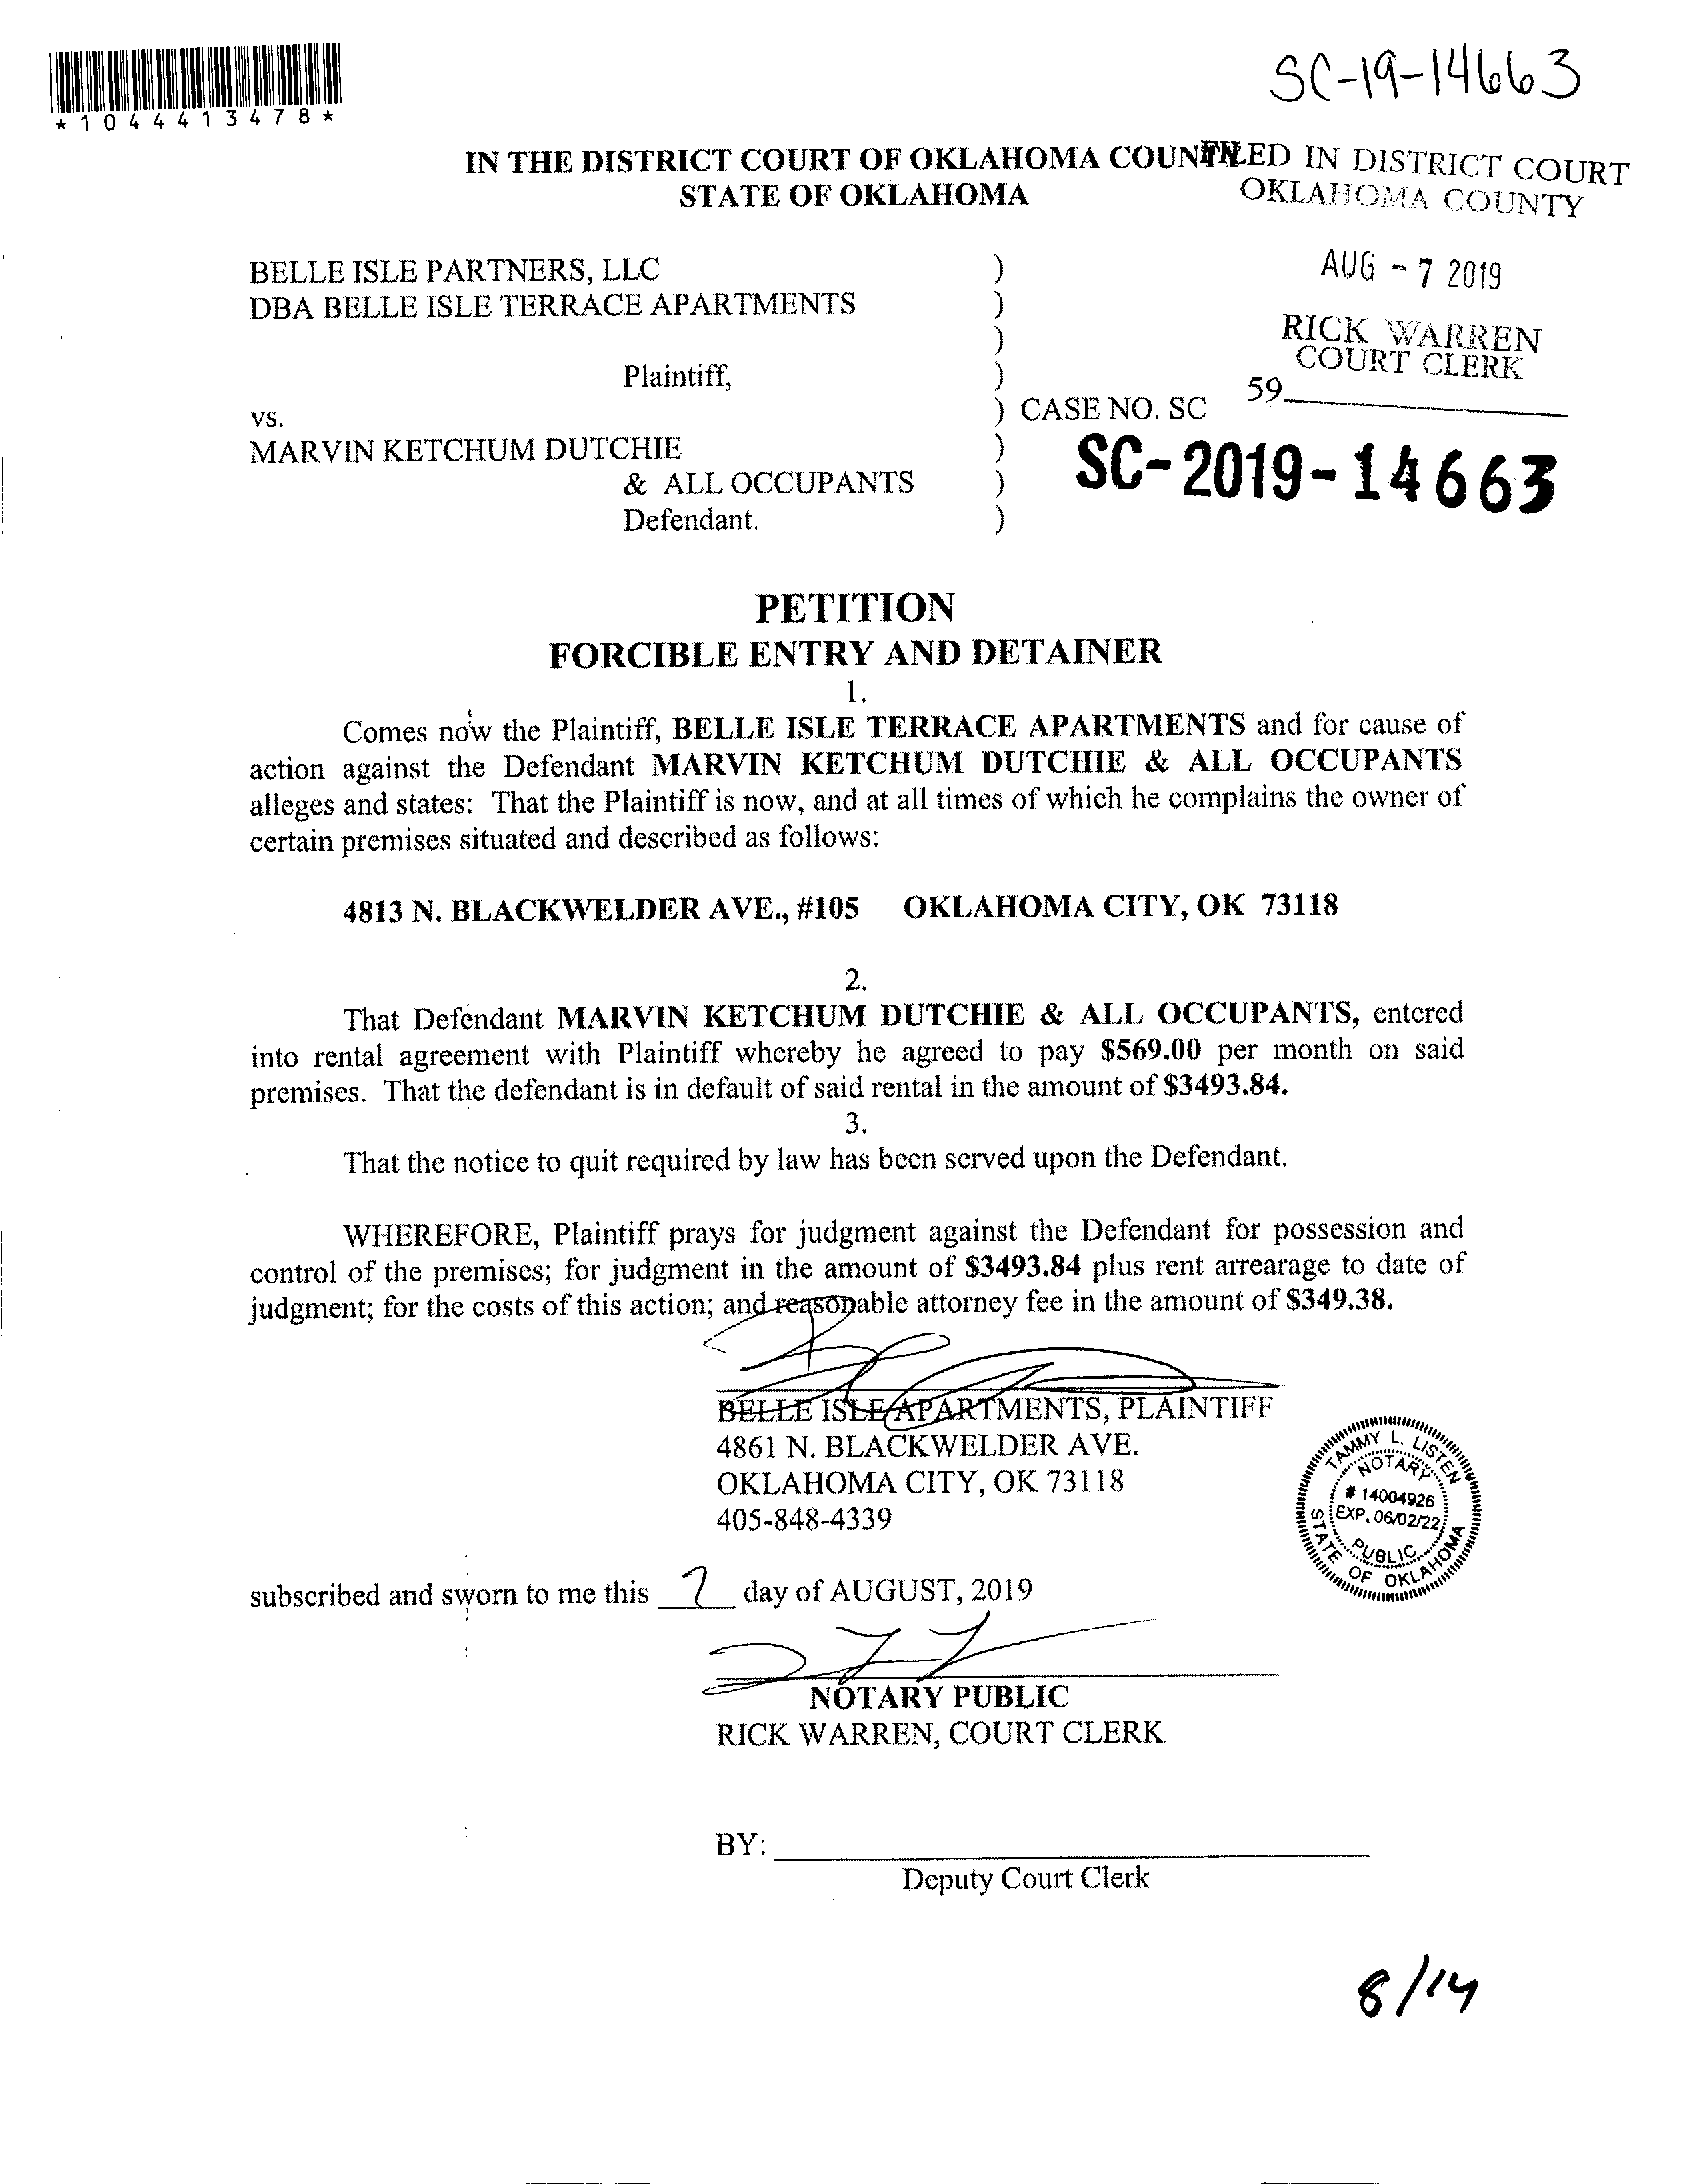 SC-19-14663
*1044413478*
IN THE DISTRICT COURT OF OKLAHOMA COUN
STATE OF OKLAHOMA
FILED IN DISTRICT COURT
OKLAHOMA COUNTY
AUG - 7 2019
RICK WARREN
COURT CLERK
59
BELLE ISLE PARTNERS, LLC )
DBA BELLE ISLE TERRACE APARTMENTS )
)
Plaintiff, )
vs. ) CASE NO. SC
MARVIN KETCHUM DUTCHIE )
& ALL OCCUPANTS )
Defendant. )
SC-2019-14663
PETITION
FORCIBLE ENTRY AND DETAINER
1.
Comes now the Plaintiff, BELLE ISLE TERRACE APARTMENTS and for cause of
action against the Defendant MARVIN KETCHUM DUTCHIE & ALL OCCUPANTS
alleges and states: That the Plaintiff is now, and at all times of which he complains the owner of
certain premises situated and described as follows:
4813 N. BLACKWELDER AVE., #105 OKLAHOMA CITY, OK 73118
2.
That Defendant MARVIN KETCHUM DUTCHIE & ALL OCCUPANTS, entered
into rental agreement with Plaintiff whereby he agreed to pay $569.00 per month on said
premises. That the defendant is in default of said rental in the amount of $3493.84.
3.
That the notice to quit required by law has been served upon the Defendant.
WHEREFORE, Plaintiff prays for judgment against the Defendant for possession and
control of the premises; for judgment in the amount of $3493.84 plus rent arrearage to date of
judgment; for the costs of this action; and reasonable attorney fee in the amount of $349.38.
BELLE ISLE APARTMENTS, PLAINTIFF
4861 N. BLACKWELDER AVE.
OKLAHOMA CITY, OK 73118
405-848-4339
TAMMY L. LISTEN
NOTARY
# 14004926
EXP. 06/02/22
PUBLIC
STATE OF OKLAHOMA
subscribed and sworn to me this 7 day of AUGUST, 2019
NOTARY PUBLIC
RICK WARREN, COURT CLERK
BY:
Deputy Court Clerk
8/14